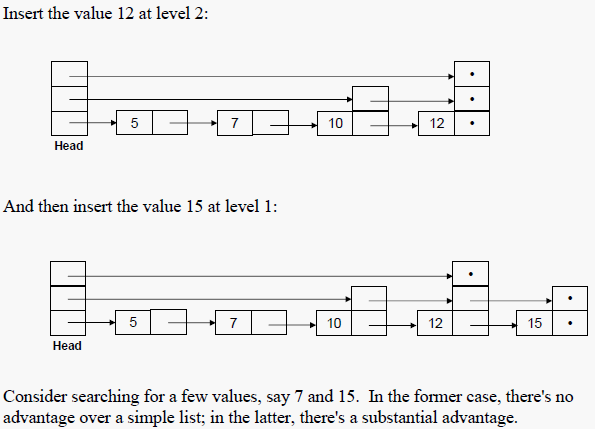 Insert the value 12 at level 2:
5 7 10 12
Head
And then insert the value 15 at level 1:
5 7 10 12 15
Head
Consider searching for a few values, say 7 and 15. In the former case, there's no
advantage over a simple list; in the latter, there's a substantial advantage.